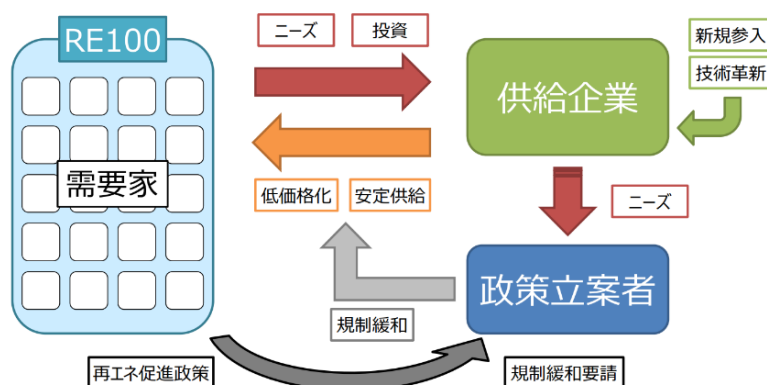 RE100
需要家
ニーズ
投資
供給企業
新規参入
技術革新
低価格化
安定供給
ニーズ
政策立案者
規制緩和
再エネ促進政策
規制緩和要請